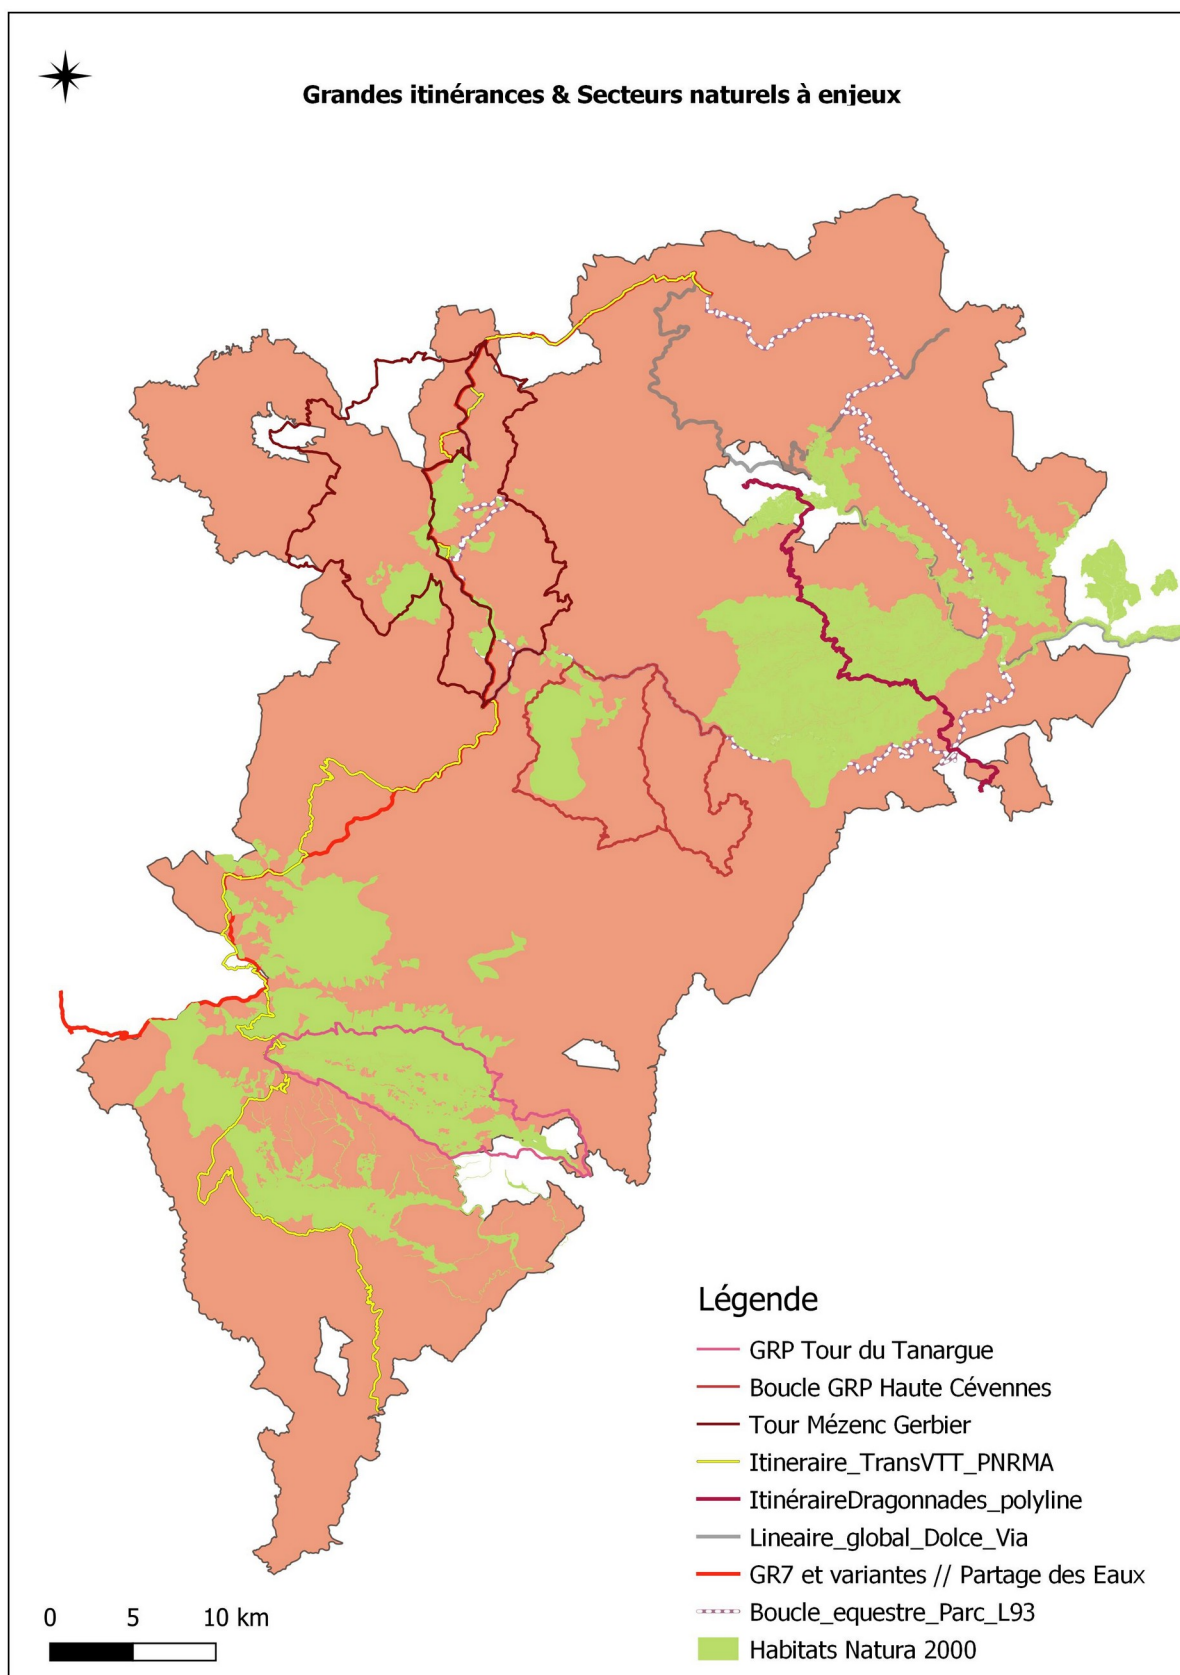 Grandes itinérances & Secteurs naturels à enjeux
Légende
GRP Tour du Tanargue
Boucle GRP Haute Cévennes
Tour Mézenc Gerbier
Itineraire_TransVTT_PNRMA
ItinéraireDragonnades_polyline
Lineaire_global_Dolce_Via
GR7 et variantes // Partage des Eaux
Boucle_equestre_Parc_L93
Habitats Natura 2000
0 5 10 km